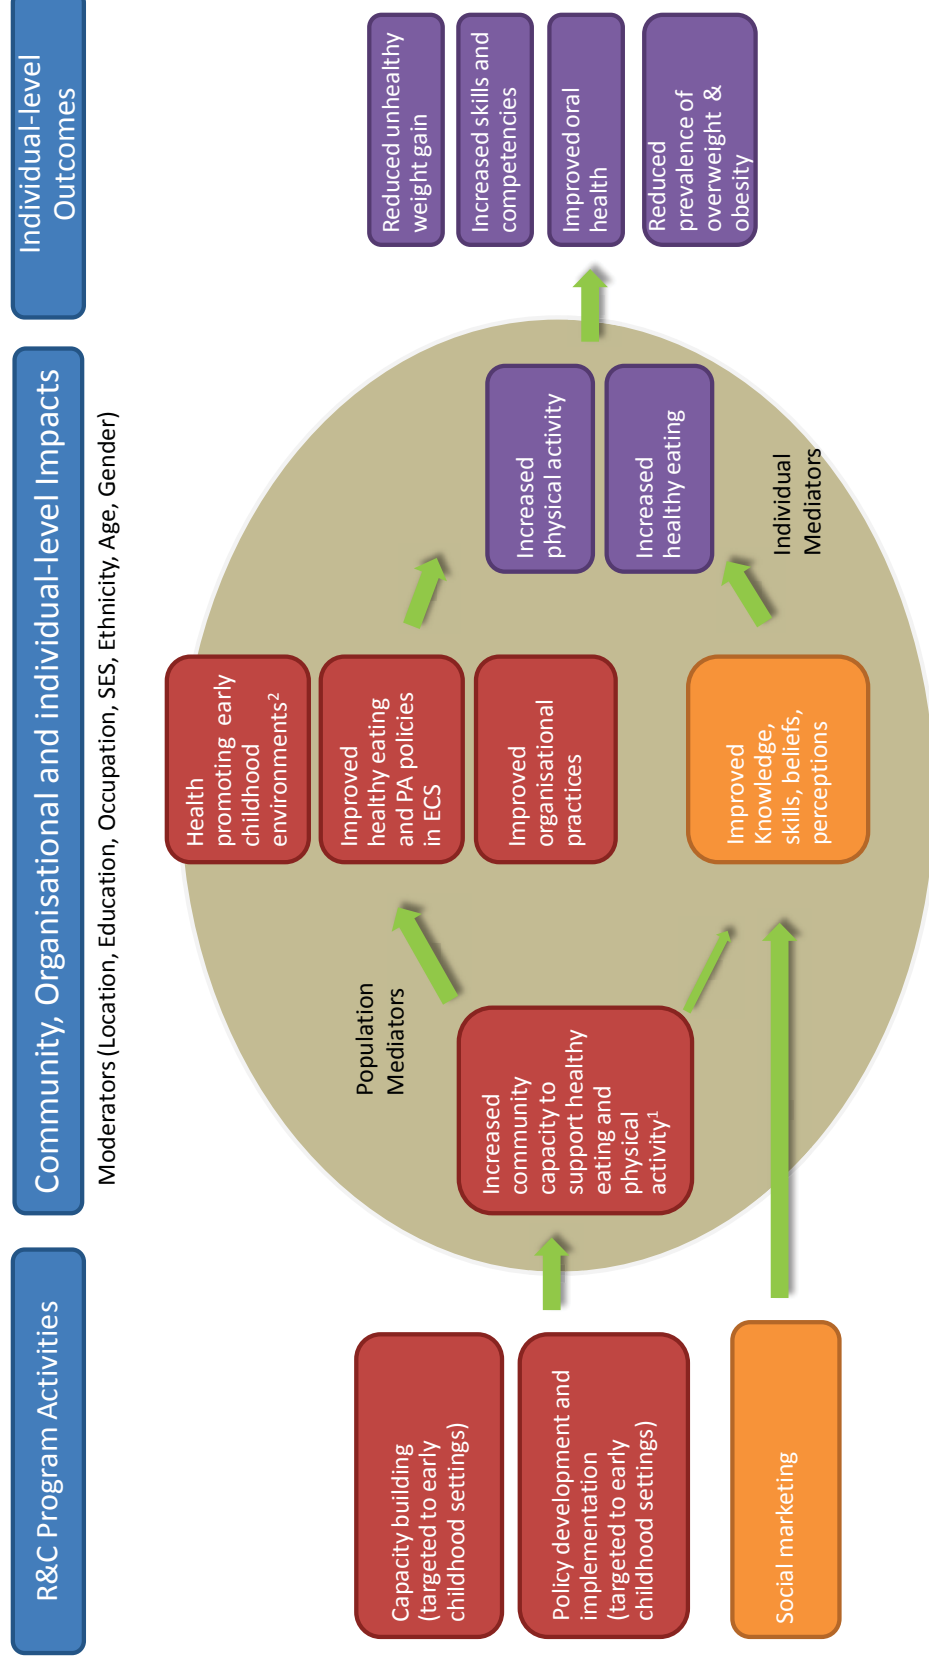 R&C Program Activities
Community, Organisational and individual-level Impacts
Individual-level
Outcomes
Moderators (Location, Education, Occupation, SES, Ethnicity, Age, Gender)
Capacity building
(targeted to early
childhood settings)
Policy development and
implementation
(targeted to early
childhood settings)
Social marketing
Population
Mediators
Increased
community
capacity to
support healthy
eating and
physical
activity¹
Health
promoting early
childhood
environments²
Improved
healthy eating
and PA policies
in ECS
Improved
organisational
practices
Improved
Knowledge,
skills, beliefs,
perceptions
Increased
physical activity
Increased
healthy eating
Individual
Mediators
Reduced unhealthy
weight gain
Increased skills and
competencies
Improved oral
health
Reduced
prevalence of
overweight &
obesity